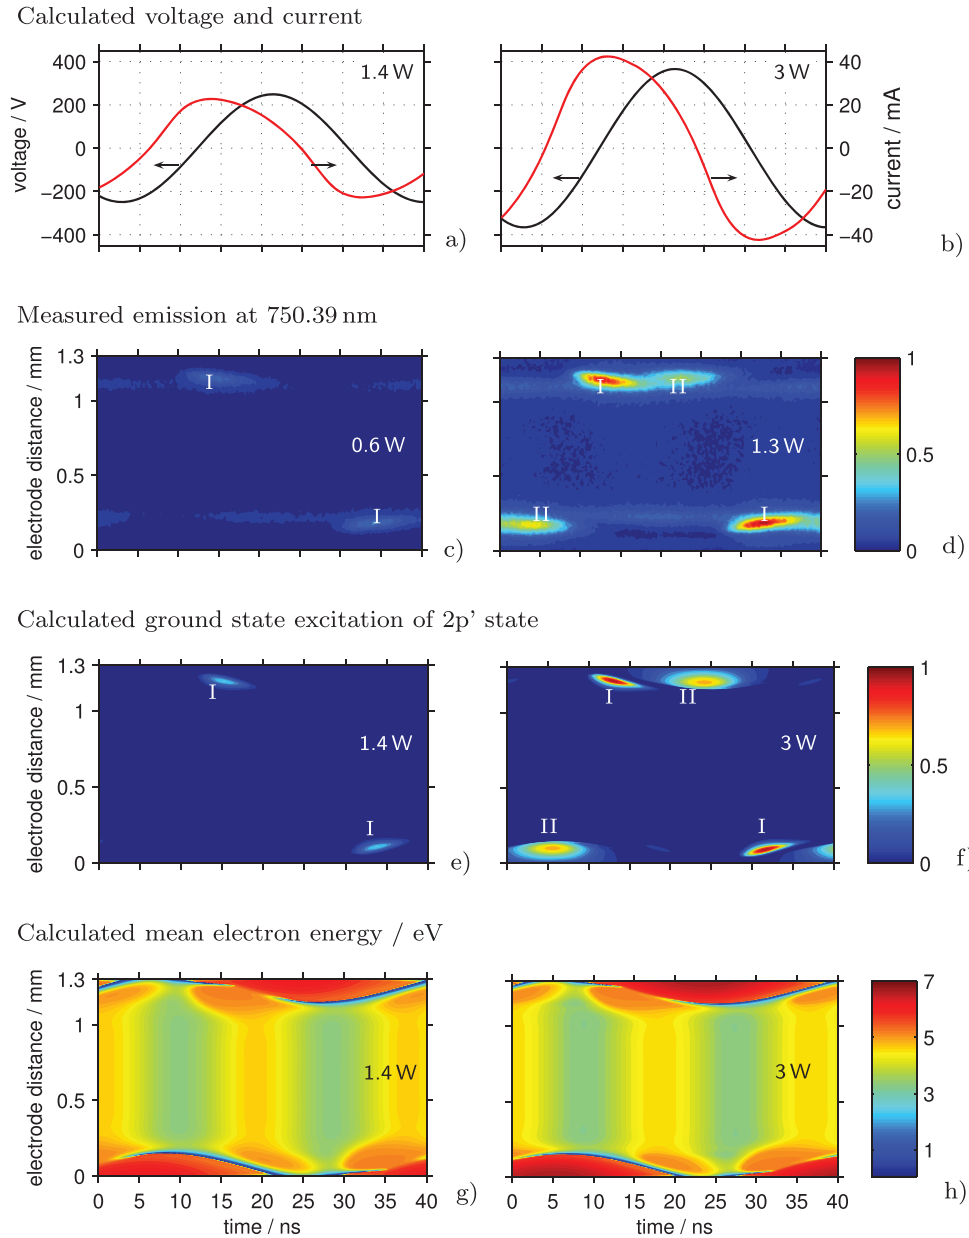 Calculated voltage and current
voltage / V
400
200
0
−200
−400
1.4 W
a)
3 W
40
20
0
−20
−40
current / mA
b)
Measured emission at 750.39 nm
electrode distance / mm
1.3
1
0.5
0
I
0.6 W
I
c)
I
II
1.3 W
II
I
1
0.5
0
d)
Calculated ground state excitation of 2p' state
electrode distance / mm
1.3
1
0.5
0
I
1.4 W
I
e)
I
II
3 W
II
I
1
0.5
0
f)
Calculated mean electron energy / eV
electrode distance / mm
1.3
1
0.5
0
1.4 W
0 5 10 15 20 25 30 35 40
time / ns
g)
3 W
0 5 10 15 20 25 30 35 40
time / ns
7
5
3
1
h)